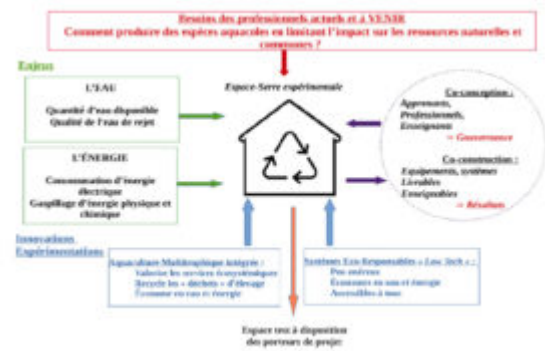 Besoins des professionnels actuels et à VENIR
Comment produire des espèces aquacoles en limitant l'impact sur les ressources naturelles et
communes ?
Enjeux
L'EAU
Quantité d'eau disponible
Qualité de l'eau de rejet
L'ÉNERGIE
Consommation d'énergie
électrique
Gaspillage d'énergie physique et
chimique
Espace-Serre expérimentale
Co-conception :
Apprenants,
Professionnels,
Enseignants
Gouvernance
Co-construction :
Equipements, systèmes
Livrables
Enseignables
Résultats
Innovations
Expérimentations
Aquaculture Multitrophique intégrée :
Valorise les services écosystémiques
Recycle les « déchets » d'élevage
Économe en eau et énergie
Systèmes Eco-Responsables « Low Tech » :
Peu onéreux
Économes en eau et énergie
Accessibles à tous
Espace test à disposition
des porteurs de projet